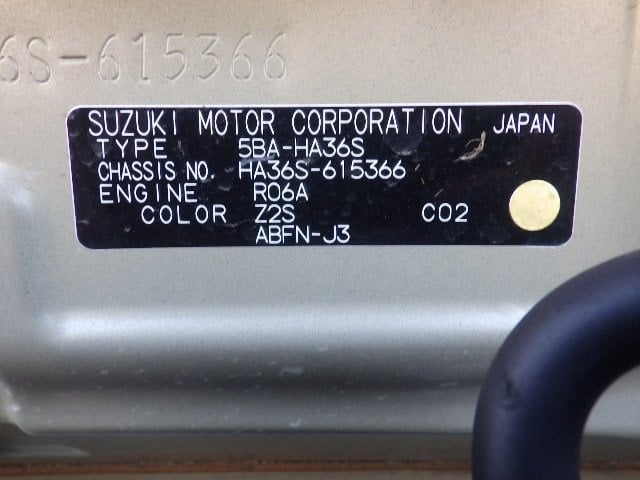 6S-615366
SUZUKI MOTOR CORPORATION JAPAN
TYPE 5BA-HA36S
CHASSIS NO. HA36S-615366
ENGINE R06A
COLOR Z2S CO2
ABFN-J3